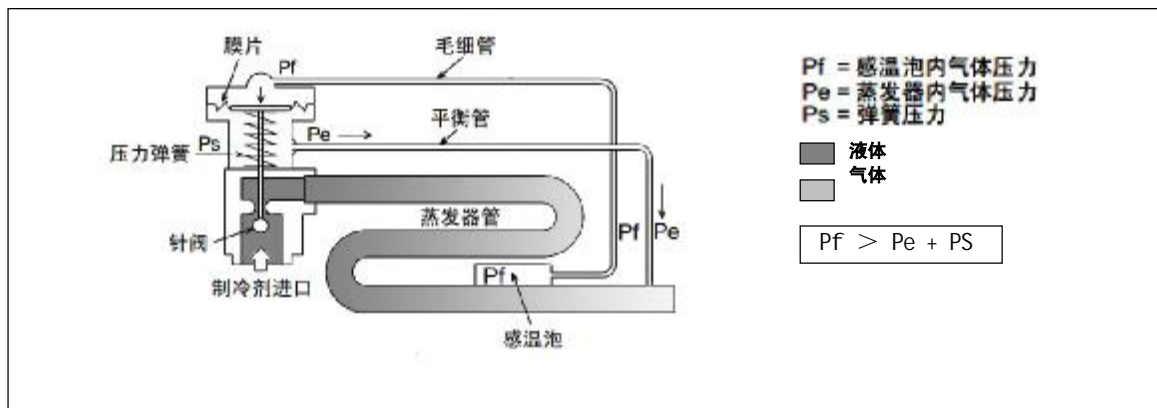 膜片
Pf
毛细管
Pe
平衡管
Ps
压力弹簧
蒸发器管
针阀
Pf
Pe
Pf
制冷剂进口
感温泡
Pf = 感温泡内气体压力
Pe = 蒸发器内气体压力
Ps = 弹簧压力
液体
气体
Pf > Pe + PS